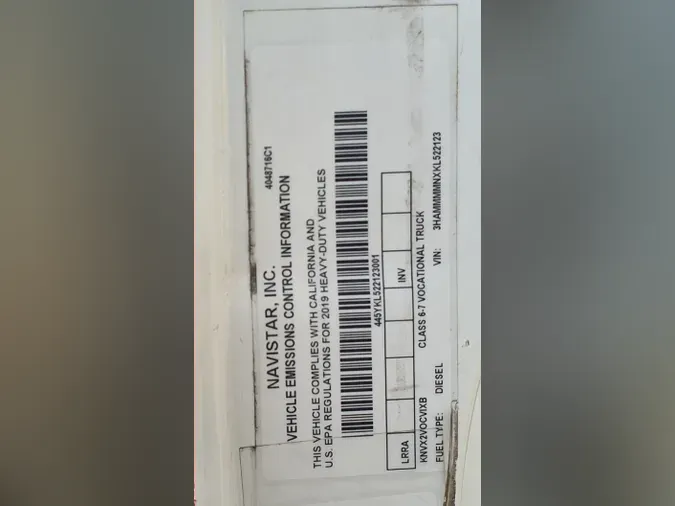 4048716C1
NAVISTAR, INC.
VEHICLE EMISSIONS CONTROL INFORMATION
THIS VEHICLE COMPLIES WITH CALIFORNIA AND
U.S. EPA REGULATIONS FOR 2019 HEAVY-DUTY VEHICLES
445YKL522123001
LRRA INV
KNVX2VOCVIXB CLASS 6-7 VOCATIONAL TRUCK
FUEL TYPE: DIESEL VIN: 3HAMMMMNXKL522123